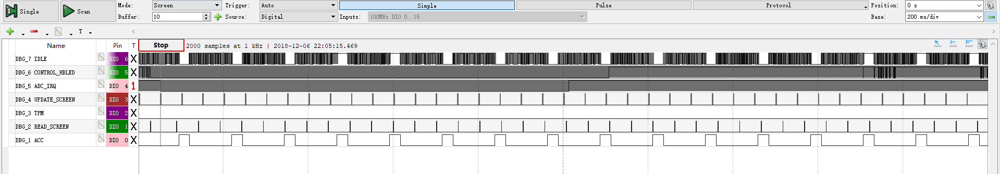 Single Scan Mode: Screen Trigger: Auto Simple Pulse Protocol Position: 0 s
Buffer: 10 Source: Digital Inputs: 100MHz DIO 0..15 Base: 200 ms/div
T
Name Pin T Stop 2000 samples at 1 kHz | 2018-12-06 22:05:15.469
DBG_7 IDLE DIO 6 X
DBG_6 CONTROL_HBLED DIO 5 X
DBG_5 ADC_IRQ DIO 4 1
DBG_4 UPDATE_SCREEN DIO 3 X
DBG_3 TPM DIO 2 X
DBG_2 READ_SCREEN DIO 1 X
DBG_1 ACC DIO 0 X